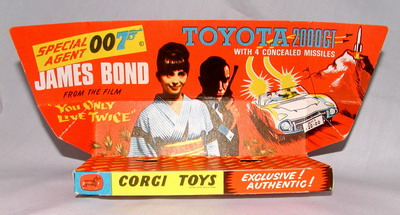 SPECIAL
AGENT 007
JAMES BOND
FROM THE FILM
"YOU ONLY
LIVE TWICE"
TOYOTA 2000GT
WITH 4 CONCEALED MISSILES
CORGI TOYS
EXCLUSIVE!
AUTHENTIC!